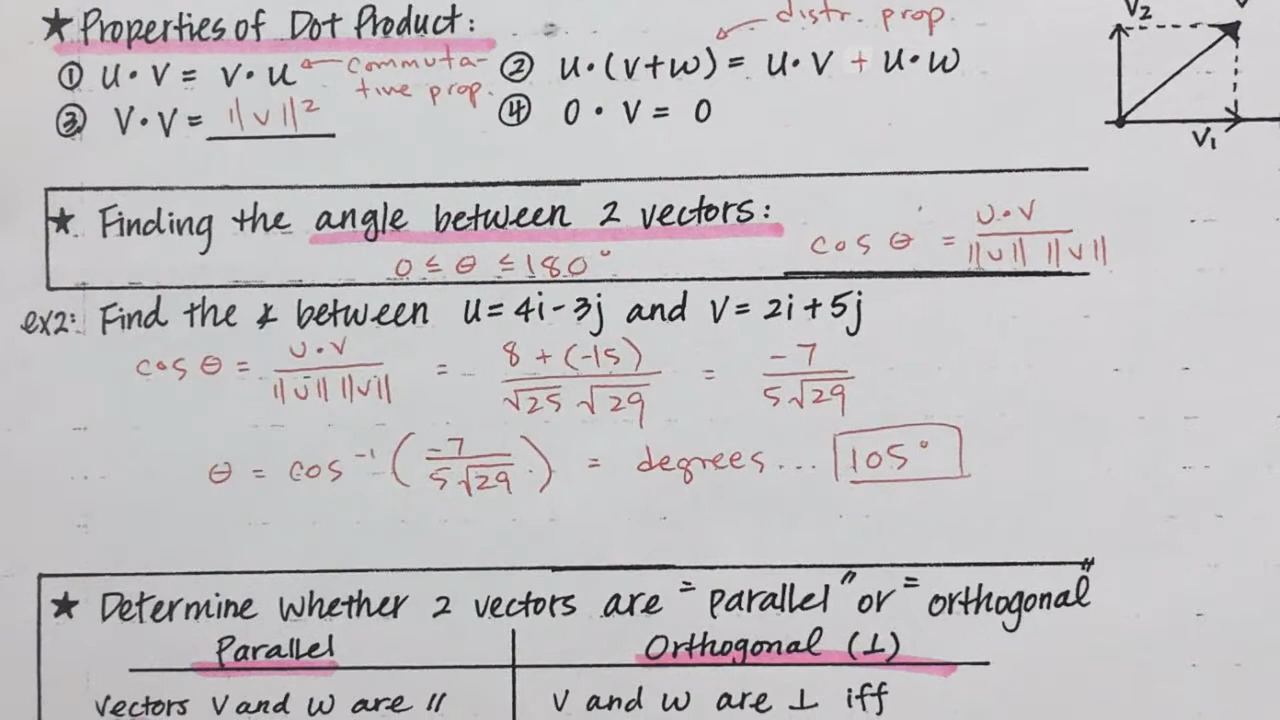 ★ Properties of Dot Product:
distr. prop.
① u·v = v·u ← commuta-
tive prop.
② u·(v+w) = u·v + u·w
③ v·v = ||v||²
④ 0 · v = 0
V2
V
V1
★ Finding the angle between 2 vectors:
0 ≤ θ ≤ 180°
cos θ = u·v / ||u|| ||v||
ex2: Find the ∡ between u=4i-3j and v=2i+5j
cos θ = u·v / ||u|| ||v|| = 8 + (-15) / √25 √29 = -7 / 5√29
θ = cos⁻¹ (-7 / 5√29) = degrees... 105°
★ Determine whether 2 vectors are "parallel" or "orthogonal"
Parallel
Orthogonal (⊥)
vectors v and w are //
v and w are ⊥ iff